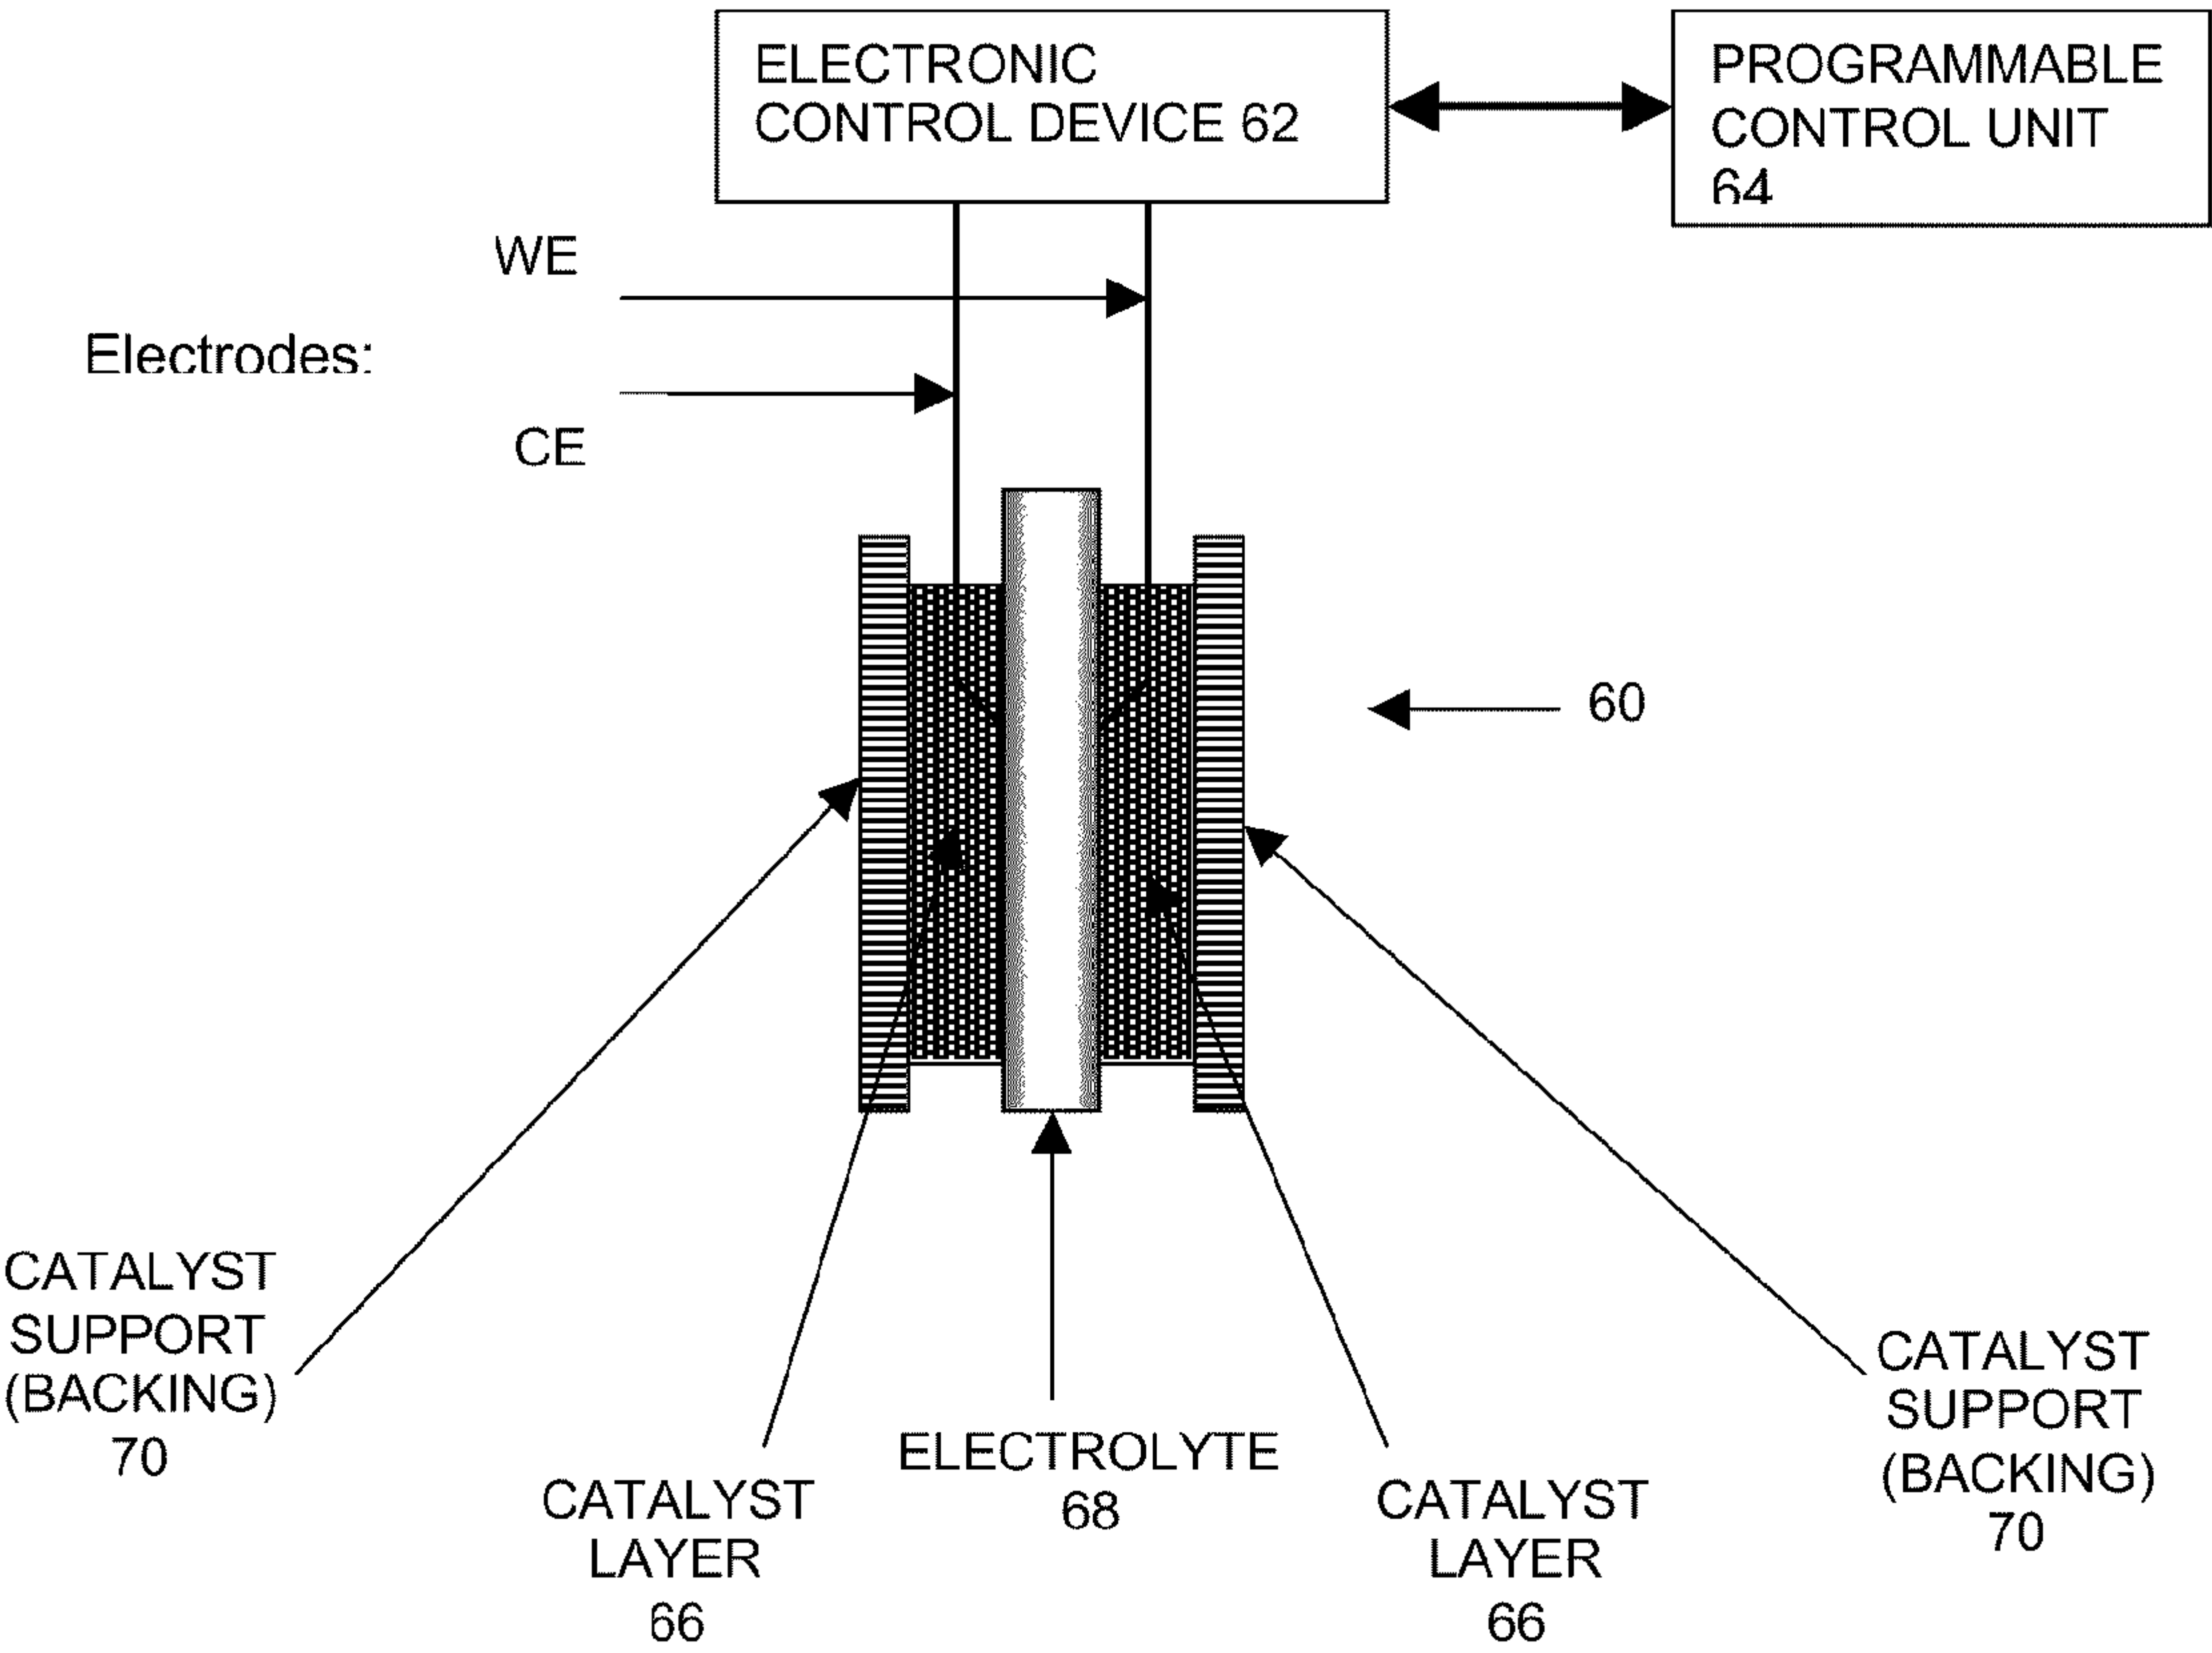 ELECTRONIC
CONTROL DEVICE 62
PROGRAMMABLE
CONTROL UNIT
64
WE
Electrodes:
CE
60
CATALYST
SUPPORT
(BACKING)
70
CATALYST
LAYER
66
ELECTROLYTE
68
CATALYST
LAYER
66
CATALYST
SUPPORT
(BACKING)
70